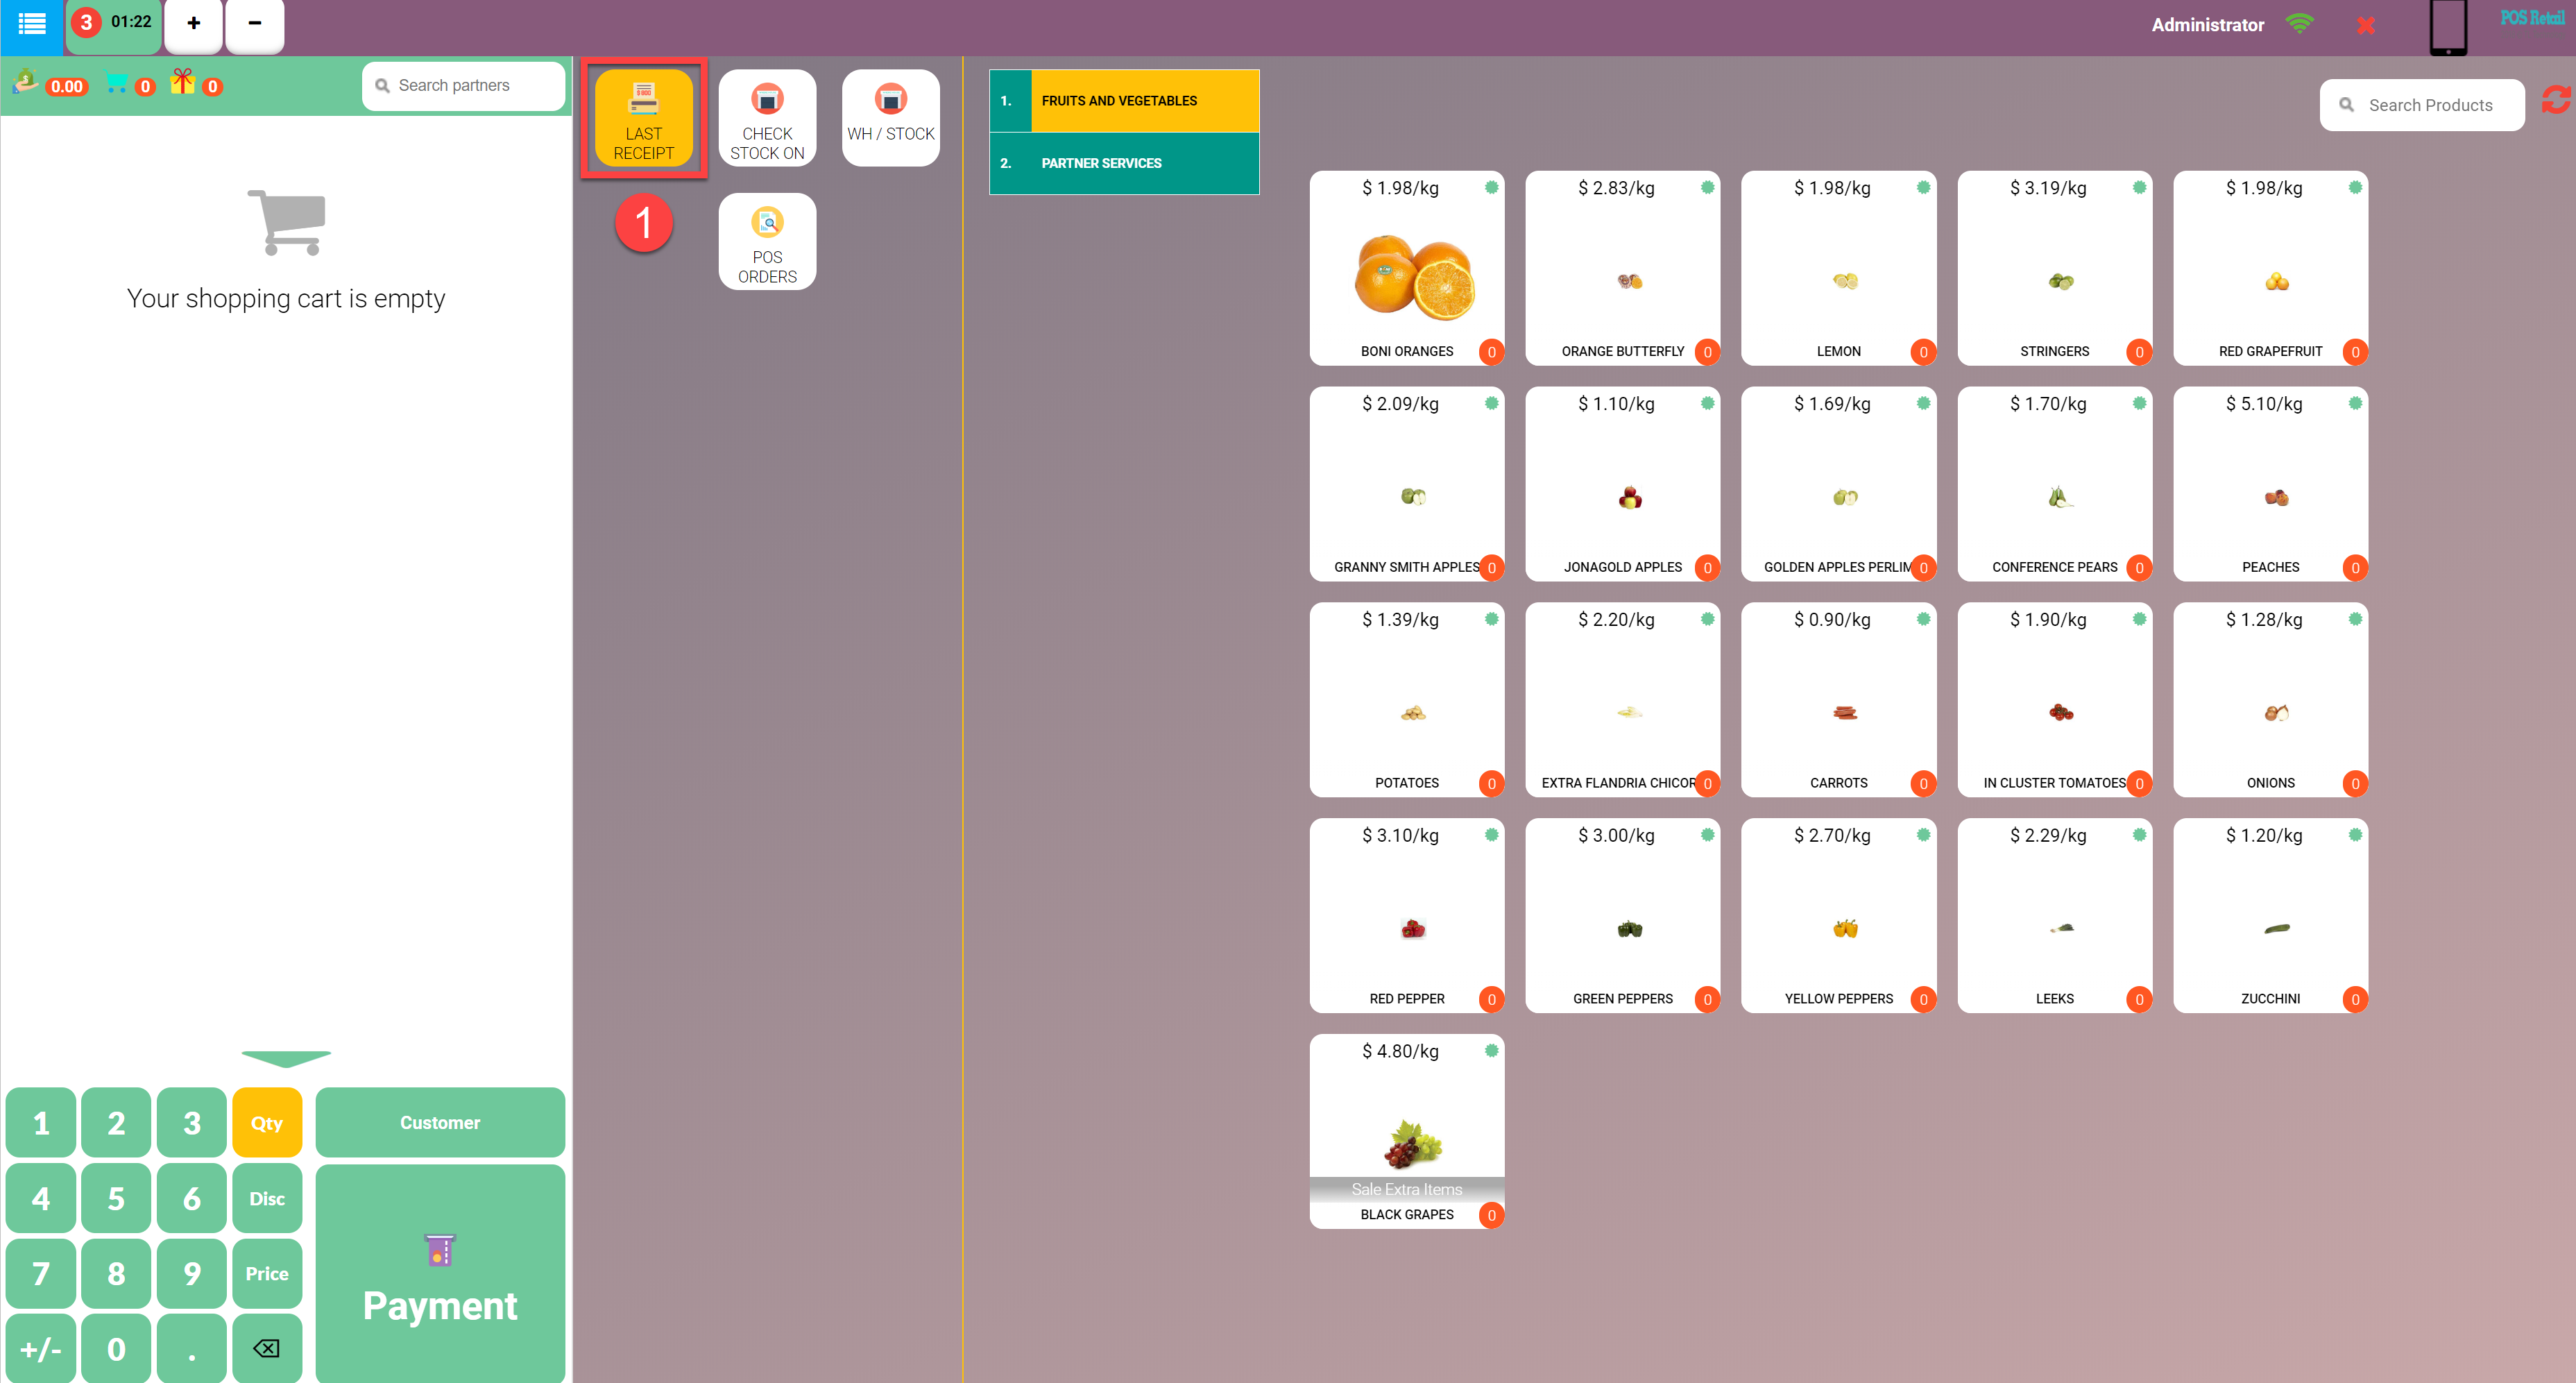 3 01:22 + -
Administrator
POS Retail
0.00 0 0
Search partners
Your shopping cart is empty
LAST
RECEIPT
CHECK
STOCK ON
WH / STOCK
1
POS
ORDERS
1. FRUITS AND VEGETABLES
2. PARTNER SERVICES
Search Products
$ 1.98/kg
BONI ORANGES 0
$ 2.83/kg
ORANGE BUTTERFLY 0
$ 1.98/kg
LEMON 0
$ 3.19/kg
STRINGERS 0
$ 1.98/kg
RED GRAPEFRUIT 0
$ 2.09/kg
GRANNY SMITH APPLES 0
$ 1.10/kg
JONAGOLD APPLES 0
$ 1.69/kg
GOLDEN APPLES PERLIM 0
$ 1.70/kg
CONFERENCE PEARS 0
$ 5.10/kg
PEACHES 0
$ 1.39/kg
POTATOES 0
$ 2.20/kg
EXTRA FLANDRIA CHICOR 0
$ 0.90/kg
CARROTS 0
$ 1.90/kg
IN CLUSTER TOMATOES 0
$ 1.28/kg
ONIONS 0
$ 3.10/kg
RED PEPPER 0
$ 3.00/kg
GREEN PEPPERS 0
$ 2.70/kg
YELLOW PEPPERS 0
$ 2.29/kg
LEEKS 0
$ 1.20/kg
ZUCCHINI 0
$ 4.80/kg
Sale Extra Items
BLACK GRAPES 0
1 2 3 Qty
Customer
4 5 6 Disc
7 8 9 Price
Payment
+/- 0 .